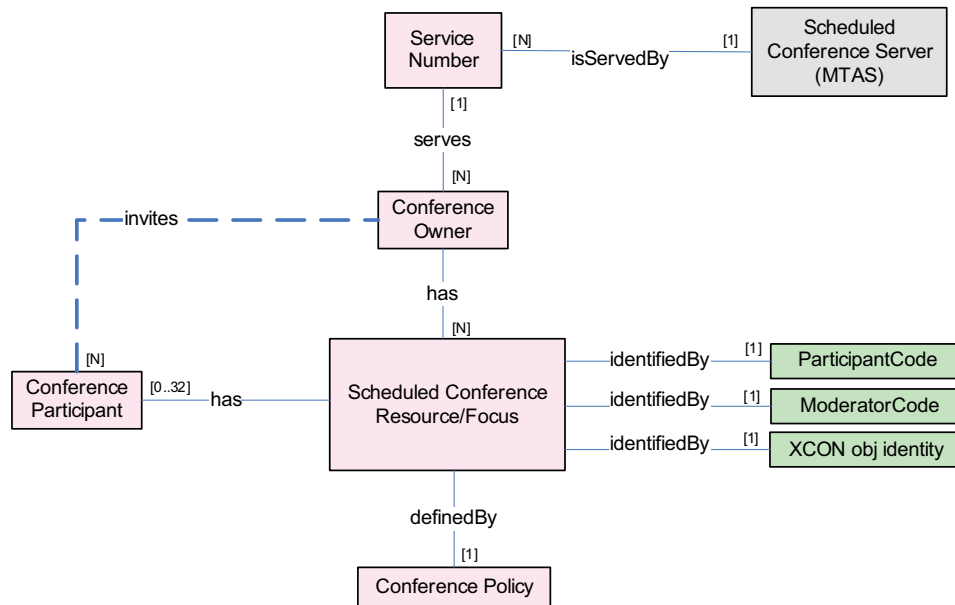 Service
Number
[N]
isServedBy
[1]
Scheduled
Conference Server
(MTAS)
[1]
serves
[N]
Conference
Owner
invites
has
[N]
[N]
Conference
Participant
[0..32]
has
Scheduled Conference
Resource/Focus
identifiedBy
[1]
ParticipantCode
identifiedBy
[1]
ModeratorCode
identifiedBy
[1]
XCON obj identity
definedBy
[1]
Conference Policy